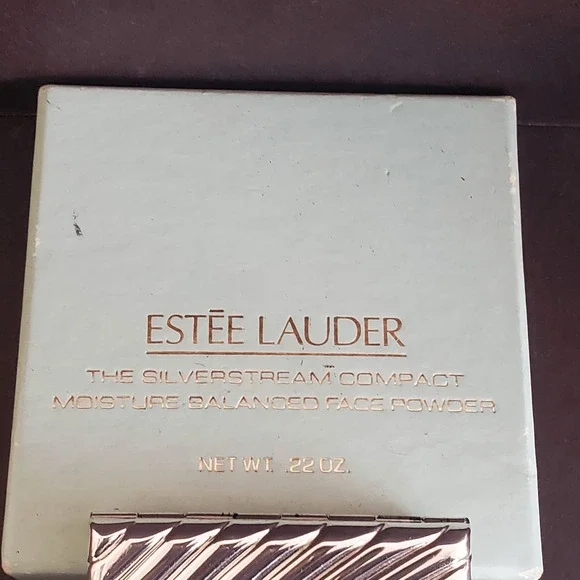 ESTĒE LAUDER
THE SILVERSTREAM COMPACT
MOISTURE-BALANCED FACE POWDER
NET WT. .22 OZ.